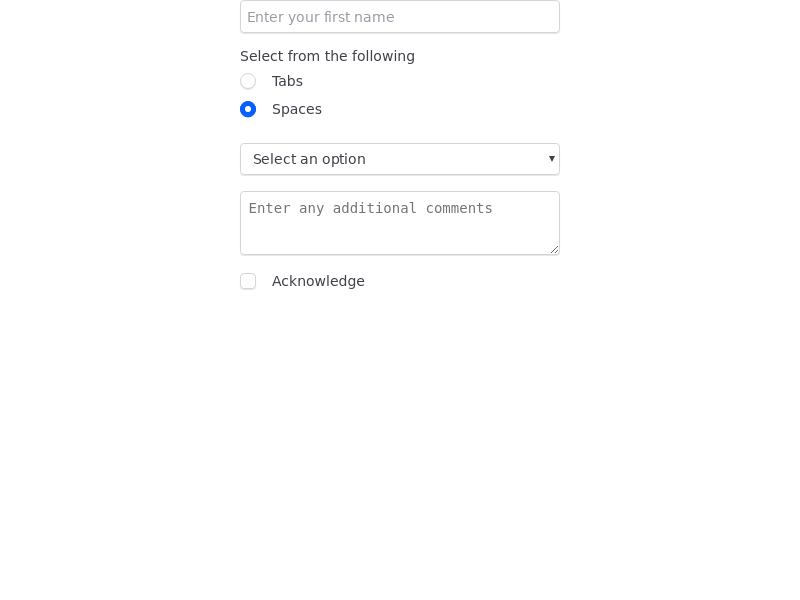 Enter your first name
Select from the following
Tabs
Spaces
Select an option
Enter any additional comments
Acknowledge